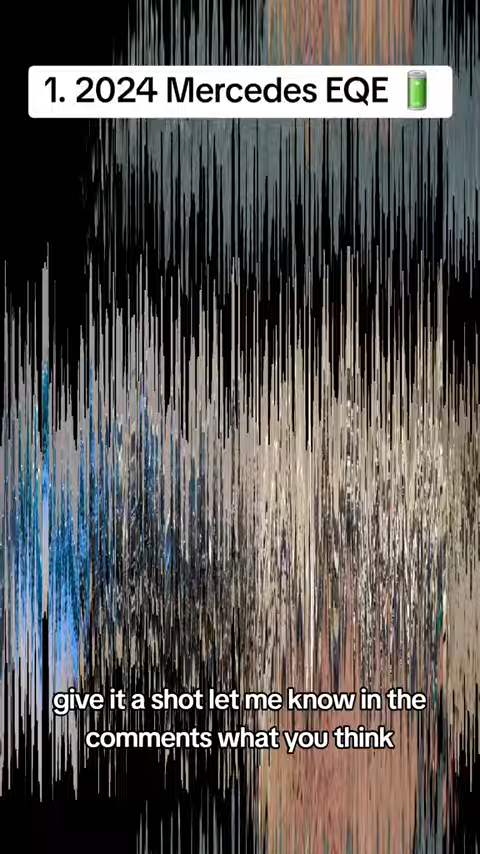 1. 2024 Mercedes EQE 🔋
give it a shot let me know in the
comments what you think